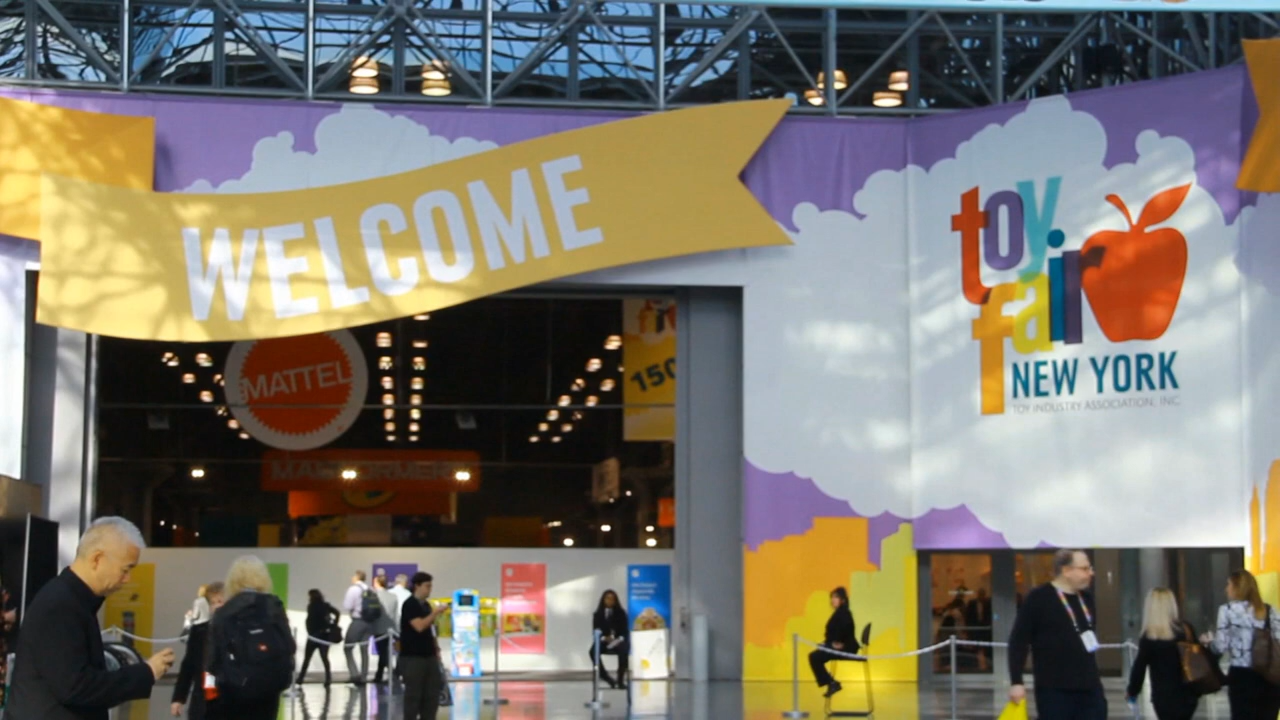 WELCOME
toy
fair
NEW YORK
TOY INDUSTRY ASSOCIATION, INC
MATTEL
150